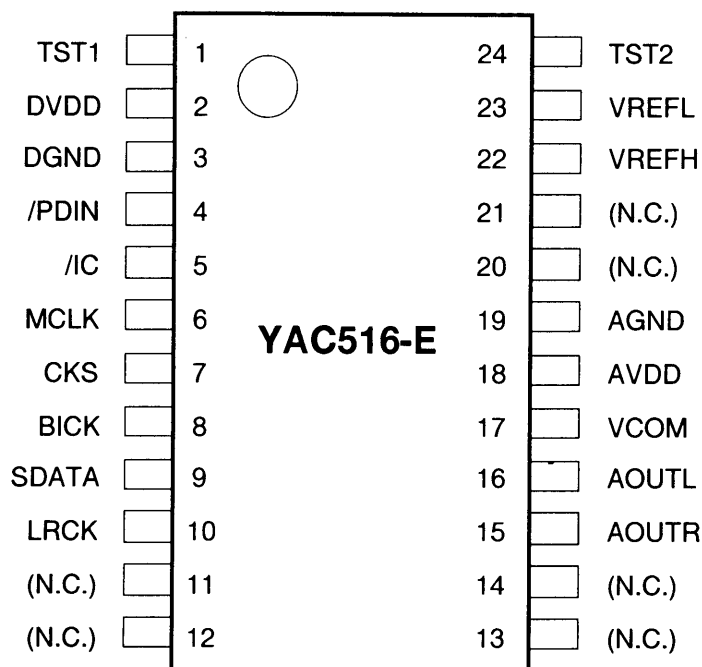 TST1 1 24 TST2
DVDD 2 23 VREFL
DGND 3 22 VREFH
/PDIN 4 21 (N.C.)
/IC 5 20 (N.C.)
MCLK 6 19 AGND
YAC516-E
CKS 7 18 AVDD
BICK 8 17 VCOM
SDATA 9 16 AOUTL
LRCK 10 15 AOUTR
(N.C.) 11 14 (N.C.)
(N.C.) 12 13 (N.C.)